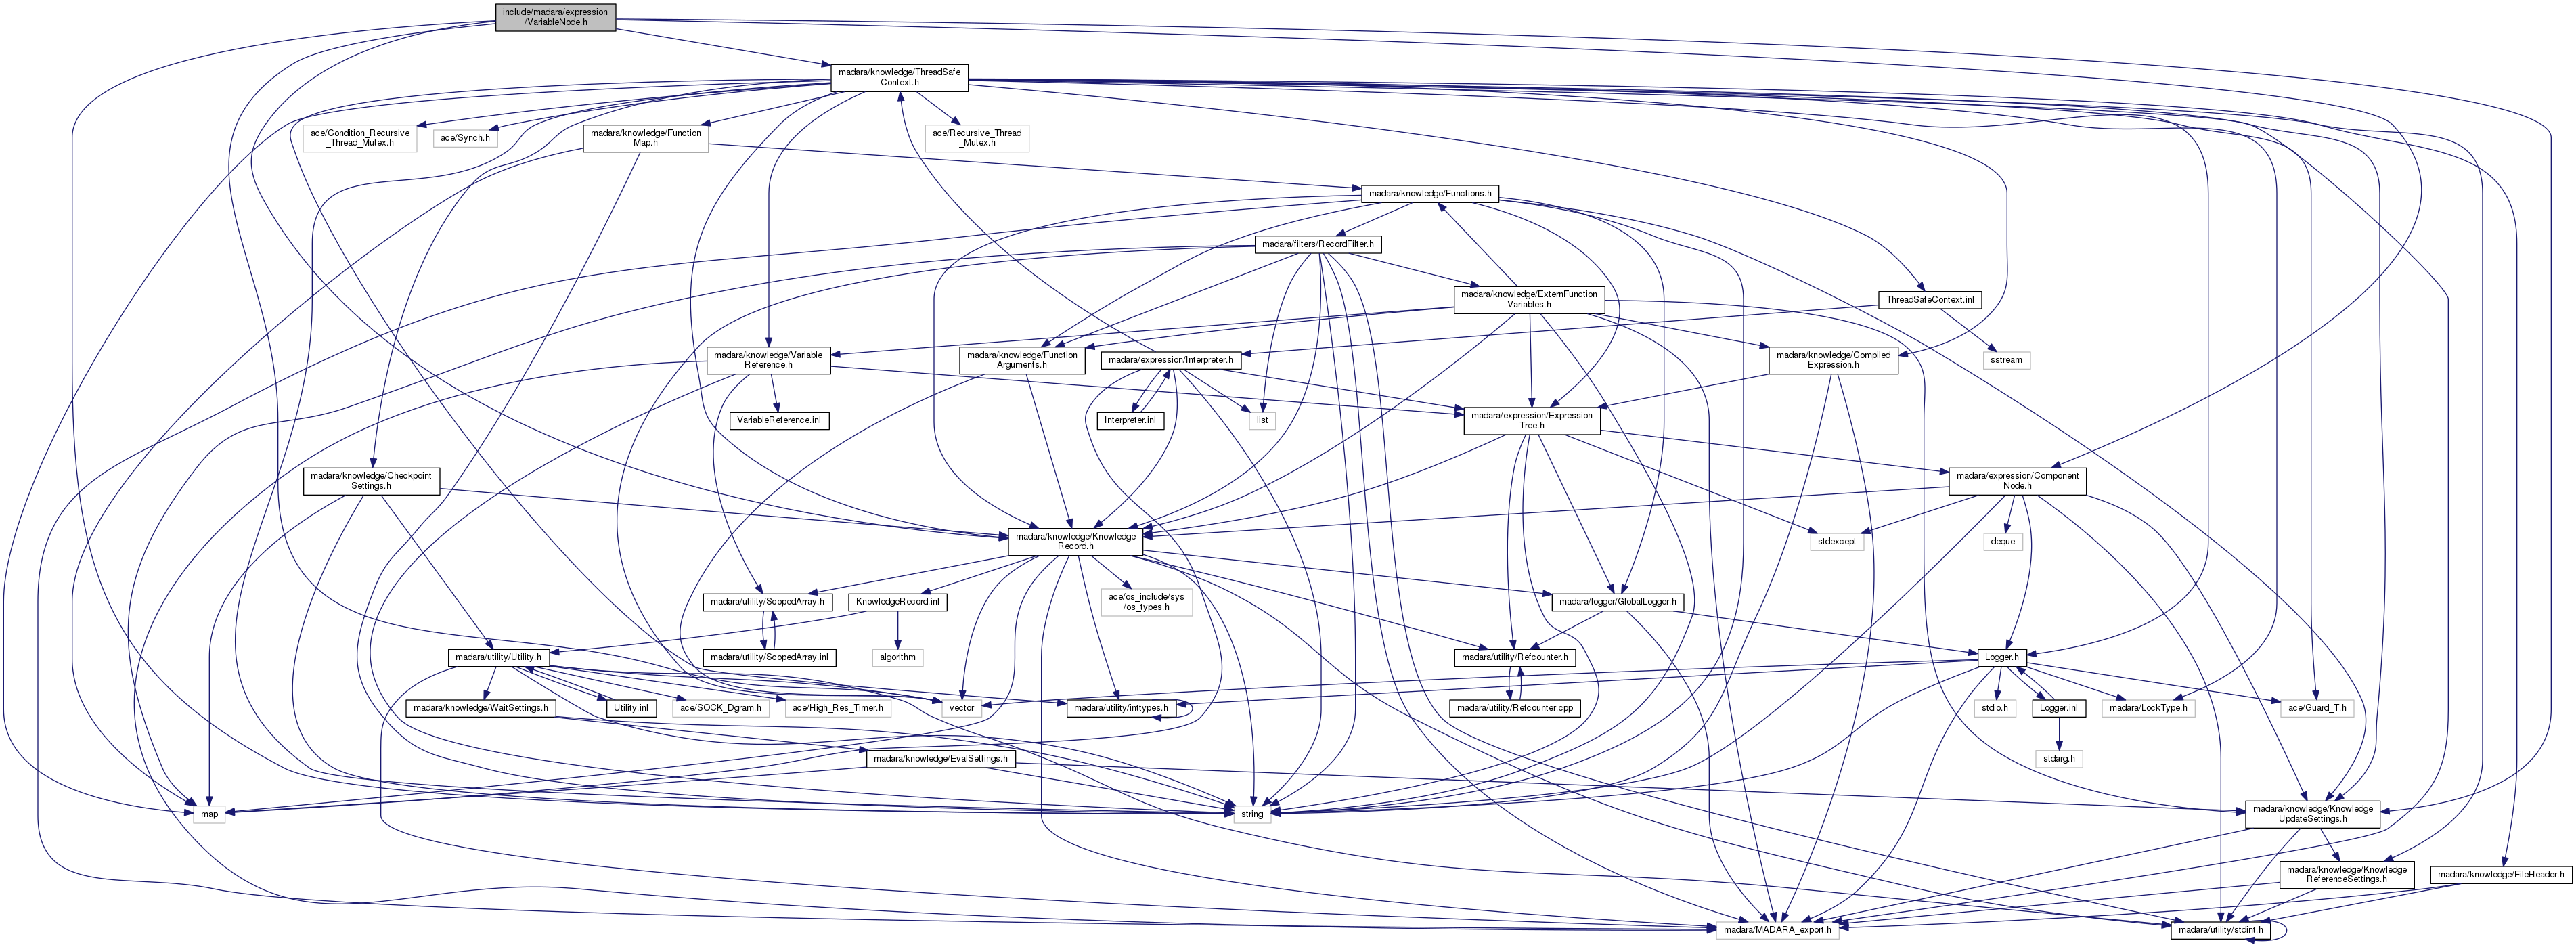 include/madara/expression
/VariableNode.h
madara/knowledge/ThreadSafe
Context.h
ace/Condition_Recursive
_Thread_Mutex.h
ace/Synch.h
madara/knowledge/Function
Map.h
ace/Recursive_Thread
_Mutex.h
madara/knowledge/Functions.h
madara/filters/RecordFilter.h
madara/knowledge/ExternFunction
Variables.h
ThreadSafeContext.inl
madara/knowledge/Variable
Reference.h
madara/knowledge/Function
Arguments.h
madara/expression/Interpreter.h
madara/knowledge/Compiled
Expression.h
sstream
VariableReference.inl
Interpreter.inl
list
madara/expression/Expression
Tree.h
madara/knowledge/Checkpoint
Settings.h
madara/expression/Component
Node.h
madara/knowledge/Knowledge
Record.h
stdexcept
deque
madara/utility/ScopedArray.h
KnowledgeRecord.inl
ace/os_include/sys
/os_types.h
madara/logger/GlobalLogger.h
madara/utility/Utility.h
madara/utility/ScopedArray.inl
algorithm
madara/utility/Refcounter.h
Logger.h
madara/knowledge/WaitSettings.h
Utility.inl
ace/SOCK_Dgram.h
ace/High_Res_Timer.h
vector
madara/utility/inttypes.h
madara/utility/Refcounter.cpp
stdio.h
Logger.inl
madara/LockType.h
ace/Guard_T.h
madara/knowledge/EvalSettings.h
stdarg.h
map
string
madara/knowledge/Knowledge
UpdateSettings.h
madara/knowledge/Knowledge
ReferenceSettings.h
madara/knowledge/FileHeader.h
madara/MADARA_export.h
madara/utility/stdint.h